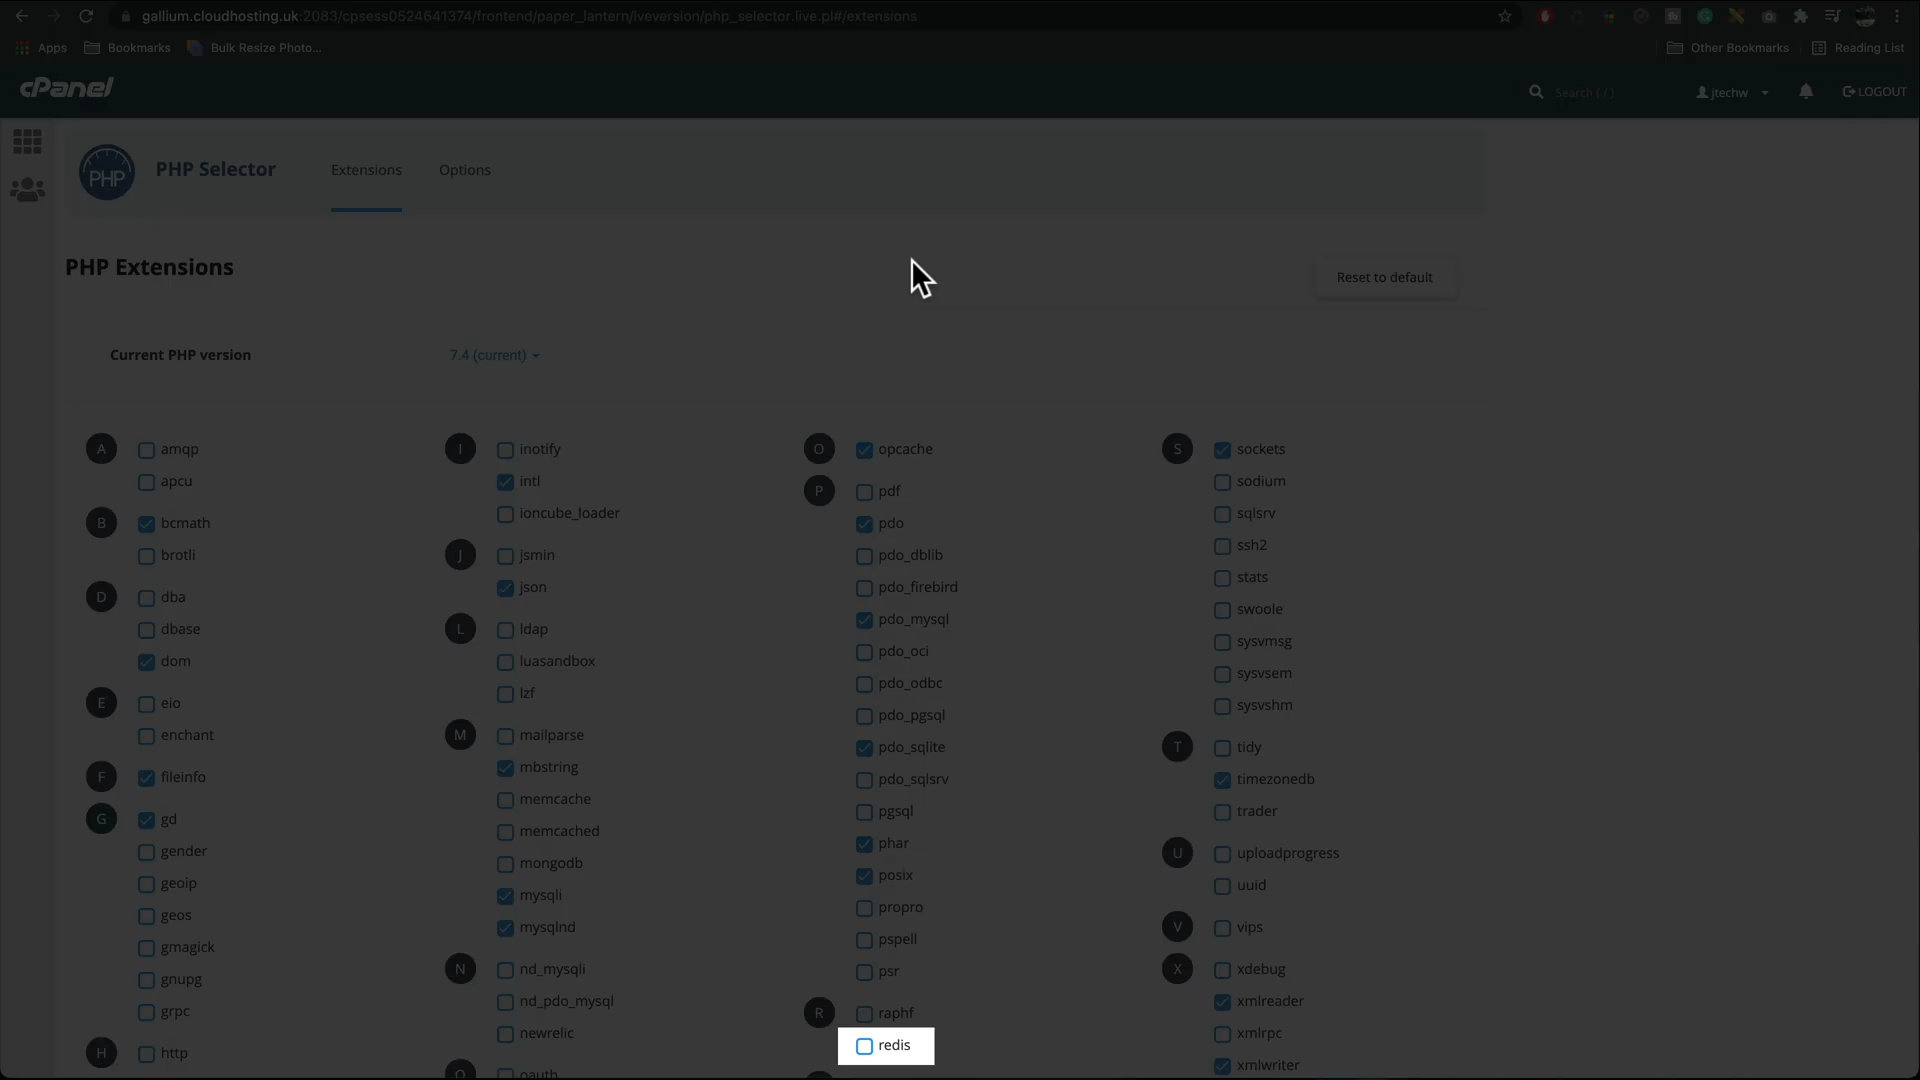 gallium.cloudhosting.uk:2083/cpsess0524641374/frontend/paper_lantern/lveversion/php_selector.live.pl#/extensions
Apps
Bookmarks
Bulk Resize Photo...
Other Bookmarks
Reading List
cPanel
Search ( / )
jtechw
LOGOUT
PHP
PHP Selector
Extensions
Options
PHP Extensions
Reset to default
Current PHP version
7.4 (current)
A
amqp
apcu
B
bcmath
brotli
D
dba
dbase
dom
E
eio
enchant
F
fileinfo
G
gd
gender
geoip
geos
gmagick
gnupg
grpc
H
http
I
inotify
intl
ioncube_loader
J
jsmin
json
L
ldap
luasandbox
lzf
M
mailparse
mbstring
memcache
memcached
mongodb
mysqli
mysqlnd
N
nd_mysqli
nd_pdo_mysql
newrelic
O
oauth
O
opcache
P
pdf
pdo
pdo_dblib
pdo_firebird
pdo_mysql
pdo_oci
pdo_odbc
pdo_pgsql
pdo_sqlite
pdo_sqlsrv
pgsql
phar
posix
propro
pspell
psr
R
raphf
redis
S
sockets
sodium
sqlsrv
ssh2
stats
swoole
sysvmsg
sysvsem
sysvshm
T
tidy
timezonedb
trader
U
uploadprogress
uuid
V
vips
X
xdebug
xmlreader
xmlrpc
xmlwriter